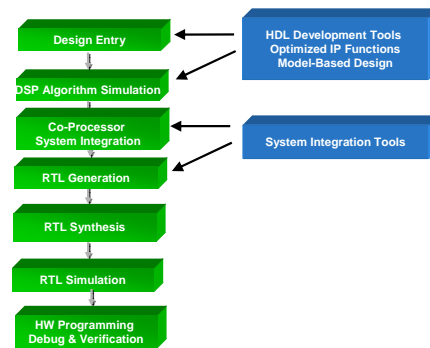 Design Entry
HDL Development Tools
Optimized IP Functions
Model-Based Design
DSP Algorithm Simulation
Co-Processor
System Integration
System Integration Tools
RTL Generation
RTL Synthesis
RTL Simulation
HW Programming
Debug & Verification